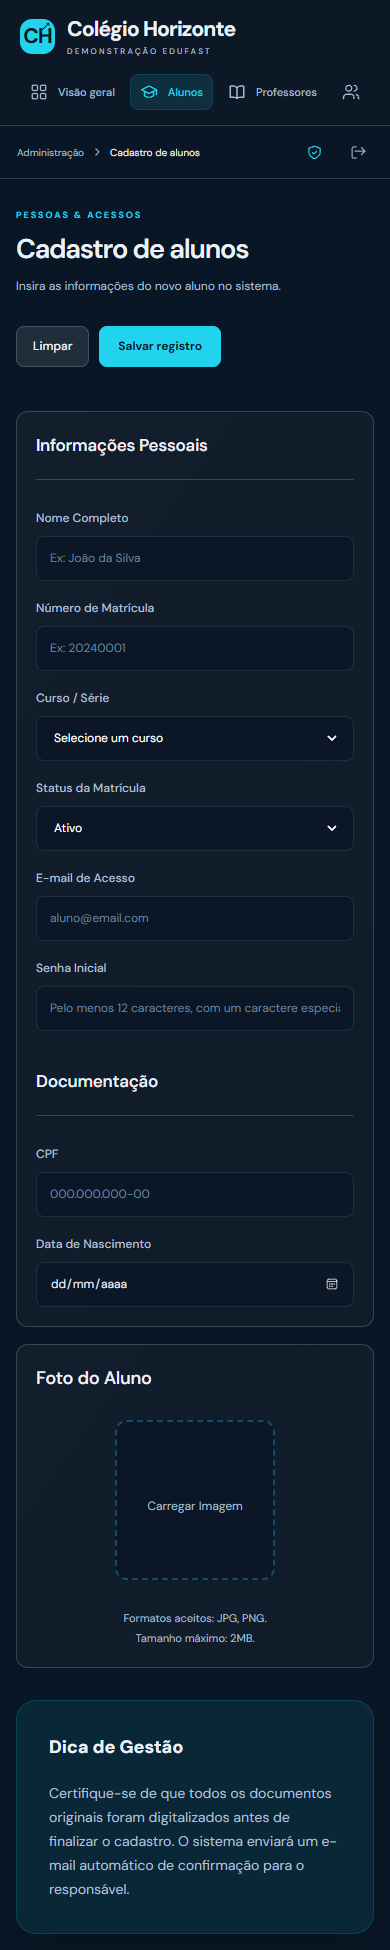 CH
Colégio Horizonte
DEMONSTRAÇÃO EDUFAST
Visão geral
Alunos
Professores
Administração
Cadastro de alunos
PESSOAS & ACESSOS
Cadastro de alunos
Insira as informações do novo aluno no sistema.
Limpar
Salvar registro
Informações Pessoais
Nome Completo
Ex: João da Silva
Número de Matrícula
Ex: 20240001
Curso / Série
Selecione um curso
Status da Matrícula
Ativo
E-mail de Acesso
aluno@email.com
Senha Inicial
Pelo menos 12 caracteres, com um caractere especia
Documentação
CPF
000.000.000-00
Data de Nascimento
dd/mm/aaaa
Foto do Aluno
Carregar Imagem
Formatos aceitos: JPG, PNG.
Tamanho máximo: 2MB.
Dica de Gestão
Certifique-se de que todos os documentos
originais foram digitalizados antes de
finalizar o cadastro. O sistema enviará um e-
mail automático de confirmação para o
responsável.